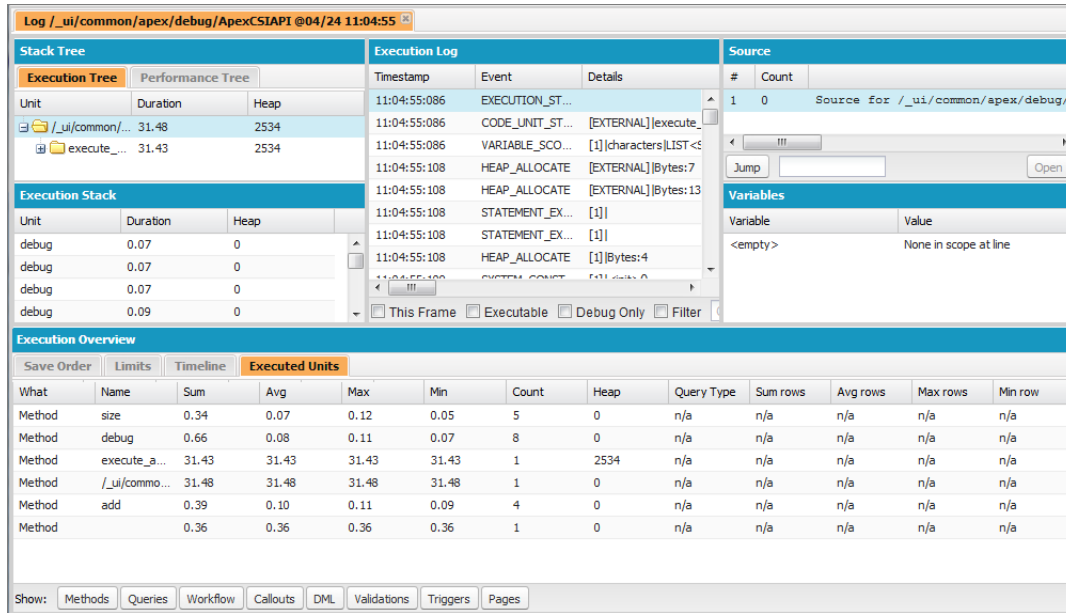 Log /_ui/common/apex/debug/ApexCSIAPI @04/24 11:04:55
Stack Tree
Execution Tree Performance Tree
Unit Duration Heap
/_ui/common/... 31.48 2534
execute_... 31.43 2534
Execution Stack
Unit Duration Heap
debug 0.07 0
debug 0.07 0
debug 0.07 0
debug 0.09 0
Execution Log
Timestamp Event Details
11:04:55:086 EXECUTION_ST...
11:04:55:086 CODE_UNIT_ST... [EXTERNAL]|execute_
11:04:55:086 VARIABLE_SCO... [1]|characters|LIST<S
11:04:55:108 HEAP_ALLOCATE [EXTERNAL]|Bytes:7
11:04:55:108 HEAP_ALLOCATE [EXTERNAL]|Bytes:13
11:04:55:108 STATEMENT_EX... [1]|
11:04:55:108 STATEMENT_EX... [1]|
11:04:55:108 HEAP_ALLOCATE [1]|Bytes:4
This Frame Executable Debug Only Filter
Source
# Count
1 0 Source for /_ui/common/apex/debug/
Jump Open
Variables
Variable Value
<empty> None in scope at line
Execution Overview
Save Order Limits Timeline Executed Units
What Name Sum Avg Max Min Count Heap Query Type Sum rows Avg rows Max rows Min row
Method size 0.34 0.07 0.12 0.05 5 0 n/a n/a n/a n/a n/a
Method debug 0.66 0.08 0.11 0.07 8 0 n/a n/a n/a n/a n/a
Method execute_a... 31.43 31.43 31.43 31.43 1 2534 n/a n/a n/a n/a n/a
Method /_ui/commo... 31.48 31.48 31.48 31.48 1 0 n/a n/a n/a n/a n/a
Method add 0.39 0.10 0.11 0.09 4 0 n/a n/a n/a n/a n/a
Method 0.36 0.36 0.36 0.36 1 0 n/a n/a n/a n/a n/a
Show: Methods Queries Workflow Callouts DML Validations Triggers Pages